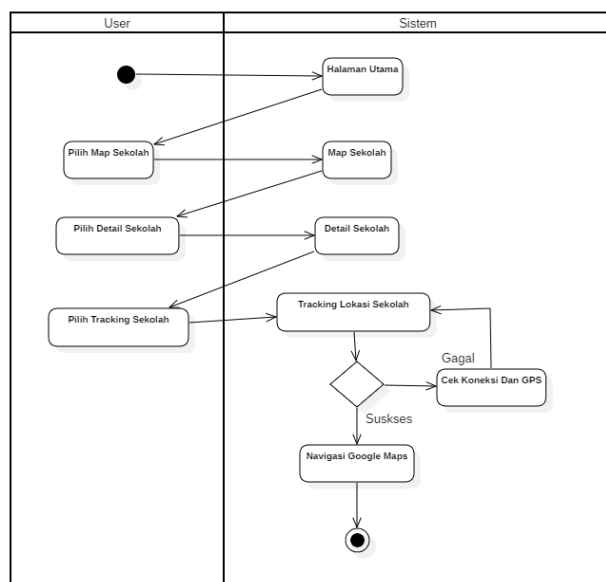 User
Sistem
Halaman Utama
Pilih Map Sekolah
Map Sekolah
Pilih Detail Sekolah
Detail Sekolah
Pilih Tracking Sekolah
Tracking Lokasi Sekolah
Gagal
Cek Koneksi Dan GPS
Suskses
Navigasi Google Maps